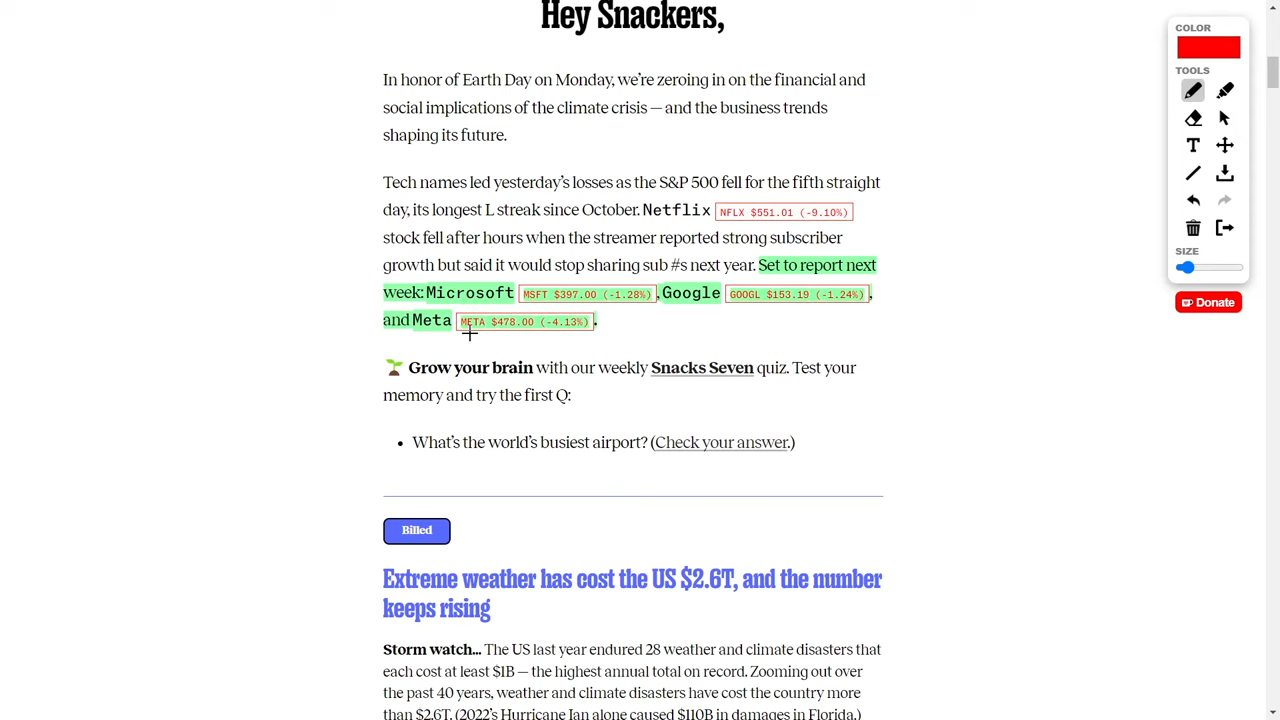 Hey Snackers,
In honor of Earth Day on Monday, we’re zeroing in on the financial and
social implications of the climate crisis — and the business trends
shaping its future.
Tech names led yesterday’s losses as the S&P 500 fell for the fifth straight
day, its longest L streak since October. Netflix NFLX $551.01 (-9.10%)
stock fell after hours when the streamer reported strong subscriber
growth but said it would stop sharing sub #s next year. Set to report next
week: Microsoft MSFT $397.00 (-1.28%), Google GOOGL $153.19 (-1.24%),
and Meta META $478.00 (-4.13%).
Grow your brain with our weekly Snacks Seven quiz. Test your
memory and try the first Q:
• What’s the world’s busiest airport? (Check your answer.)
Billed
Extreme weather has cost the US $2.6T, and the number
keeps rising
Storm watch… The US last year endured 28 weather and climate disasters that
each cost at least $1B — the highest annual total on record. Zooming out over
the past 40 years, weather and climate disasters have cost the country more
than $2.6T. (2022’s Hurricane Ian alone caused $110B in damages in Florida.)
COLOR
TOOLS
T
SIZE
Donate